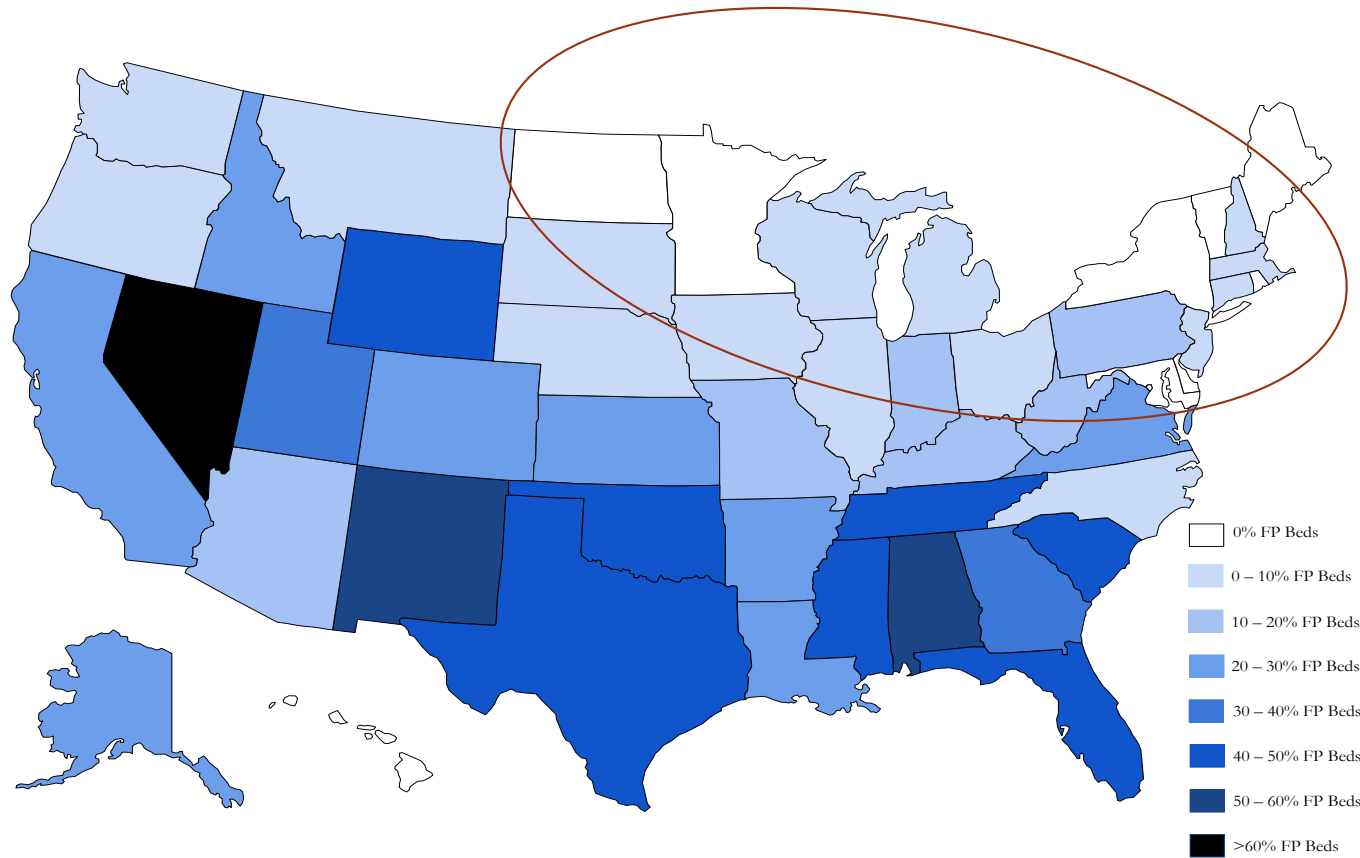 0% FP Beds
0 – 10% FP Beds
10 – 20% FP Beds
20 – 30% FP Beds
30 – 40% FP Beds
40 – 50% FP Beds
50 – 60% FP Beds
>60% FP Beds